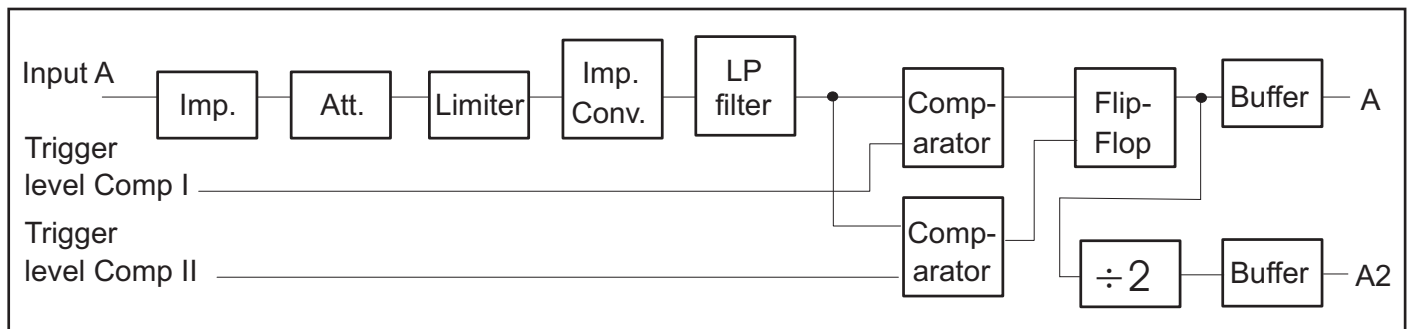 Input A
Imp.
Att.
Limiter
Imp.
Conv.
LP
filter
Comp-
arator
Flip-
Flop
Buffer
A
Trigger
level Comp I
Trigger
level Comp II
Comp-
arator
÷2
Buffer
A2